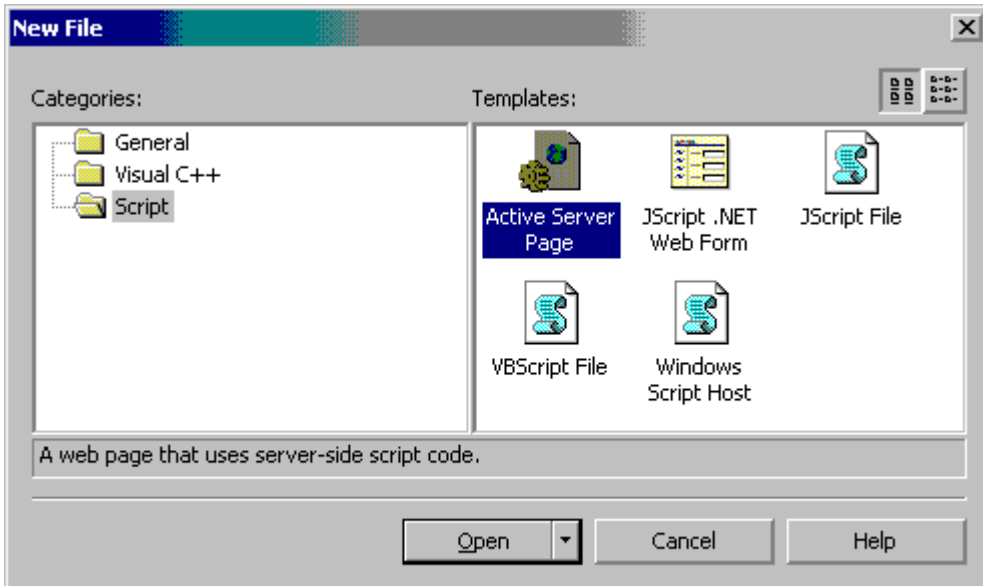 New File
Categories:
Templates:
General
Visual C++
Script
Active Server
Page
JScript .NET
Web Form
JScript File
VBScript File
Windows
Script Host
A web page that uses server-side script code.
Open
Cancel
Help